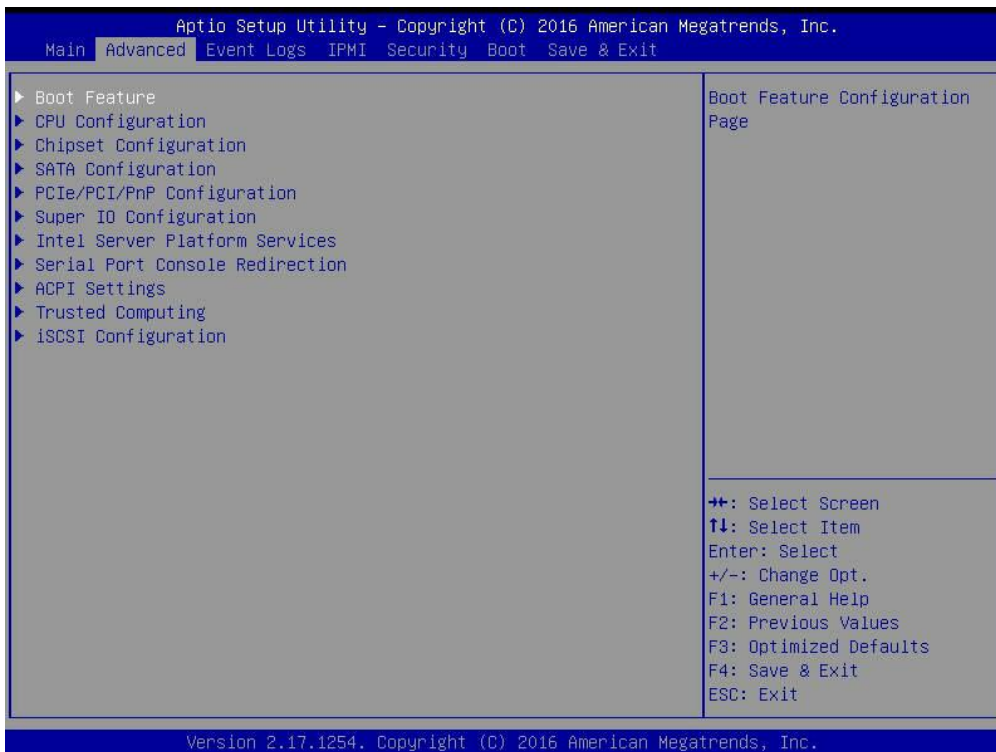 Aptio Setup Utility – Copyright (C) 2016 American Megatrends, Inc.
Main Advanced Event Logs IPMI Security Boot Save & Exit
▶ Boot Feature
▶ CPU Configuration
▶ Chipset Configuration
▶ SATA Configuration
▶ PCIe/PCI/PnP Configuration
▶ Super IO Configuration
▶ Intel Server Platform Services
▶ Serial Port Console Redirection
▶ ACPI Settings
▶ Trusted Computing
▶ iSCSI Configuration
Boot Feature Configuration
Page
→←: Select Screen
↑↓: Select Item
Enter: Select
+/-: Change Opt.
F1: General Help
F2: Previous Values
F3: Optimized Defaults
F4: Save & Exit
ESC: Exit
Version 2.17.1254. Copyright (C) 2016 American Megatrends, Inc.